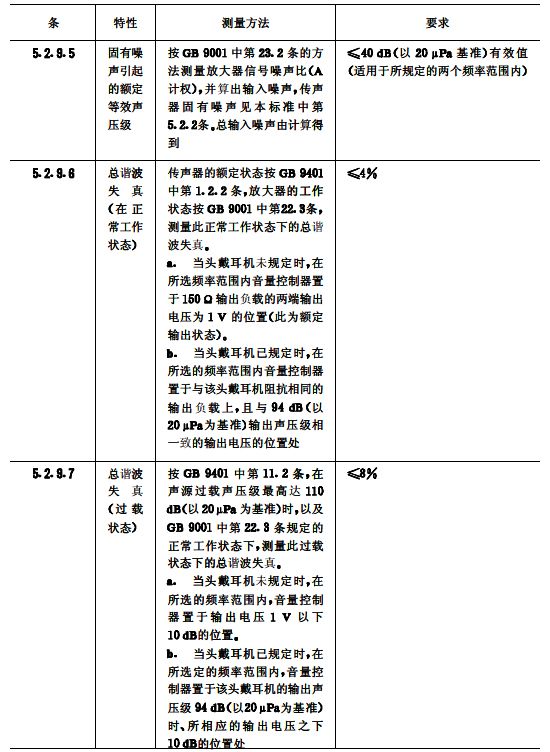 条 特性 测量方法 要求
5.2.9.5 固有噪 按 GB 9001 中第 23.2 条的方 ≤40 dB(以 20 μPa 基准)有效值
声引起 法测量放大器信号噪声比(A (适用于所规定的两个频率范围内)
的额定 计权),并算出输入噪声,传声
等效声 器固有噪声见本标准中第
压级 5.2.2条。总输入噪声由计算得
到
5.2.9.6 总谐波 传声器的额定状态按 GB 9401 ≤4%
失 真 中第 1.2.2 条,放大器的工作
(在 正 状态按 GB 9001 中第22.3条,
常工作 测量此正常工作状态下的总谐
状态) 波失真。
a. 当头戴耳机未规定时,在
所选频率范围内音量控制器置
于 150 Ω 输出负载的两端输出
电压为 1 V 的位置(此为额定
输出状态)。
b. 当头戴耳机已规定时,在
所选的频率范围内音量控制器
置于与该头戴耳机阻抗相同的
输出负载上,且与 94 dB(以
20 μPa为基准)输出声压级相
一致的输出电压的位置处
5.2.9.7 总谐波 按 GB 9401 中第 11.2 条,在 ≤8%
失 真 声源过载声压级最高达 110
(过 载 dB(以 20 μPa 为基准)时,以及
状态) GB 9001 中第 22.3 条规定的
正常工作状态下,测量此过载
状态下的总谐波失真。
a. 当头戴耳机未规定时,在
所选的频率范围内,音量控制
器置于输出电压 1 V 以下
10 dB的位置。
b. 当头戴耳机已规定时,在
所选定的频率范围内,音量控
制器置于该头戴耳机的输出声
压级 94 dB(以20 μPa为基准)
时、所相应的输出电压之下
10 dB的位置处